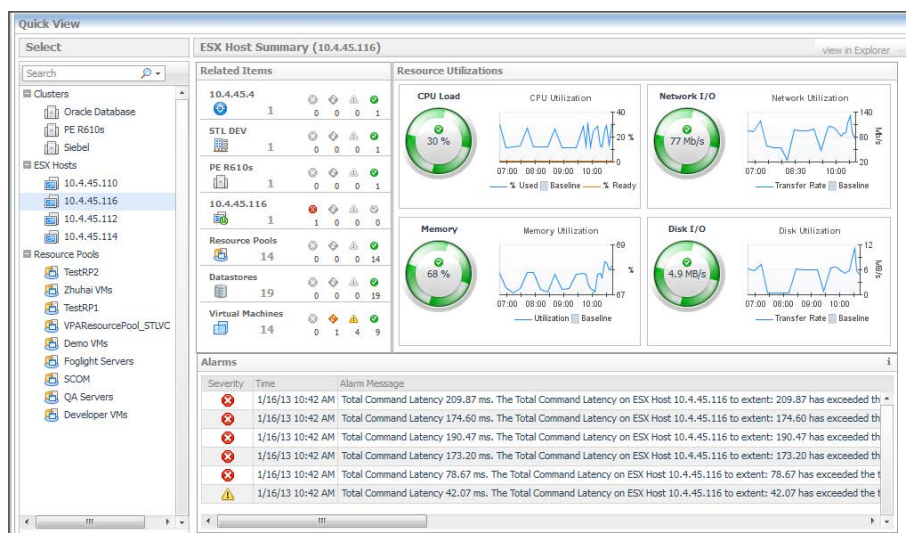 Quick View
Select
Search
Clusters
Oracle Database
PE R610s
Siebel
ESX Hosts
10.4.45.110
10.4.45.116
10.4.45.112
10.4.45.114
Resource Pools
TestRP2
Zhuhai VMs
TestRP1
VPAResourcePool_STLVC
Demo VMs
Foglight Servers
SCOM
QA Servers
Developer VMs
ESX Host Summary (10.4.45.116)
view in Explorer
Related Items
10.4.45.4
1 0 0 0 1
STL DEV
1 0 0 0 1
PE R610s
1 0 0 0 1
10.4.45.116
1 1 0 0 0
Resource Pools
14 0 0 0 14
Datastores
19 0 0 0 19
Virtual Machines
14 0 1 4 9
Resource Utilizations
CPU Load
30 %
CPU Utilization
40
20 %
0
07:00 08:30 09:00 10:00
% Used Baseline % Ready
Network I/O
77 Mb/s
Network Utilization
140
80 Mb/s
20
07:00 08:30 10:00
Transfer Rate Baseline
Memory
68 %
Memory Utilization
69
%
67
07:00 08:00 09:00 10:00
Utilization Baseline
Disk I/O
4.9 MB/s
Disk Utilization
12
6 MB/s
0
07:00 08:30 10:00
Transfer Rate Baseline
Alarms
Severity Time Alarm Message
1/16/13 10:42 AM Total Command Latency 209.87 ms. The Total Command Latency on ESX Host 10.4.45.116 to extent: 209.87 has exceeded th
1/16/13 10:42 AM Total Command Latency 174.60 ms. The Total Command Latency on ESX Host 10.4.45.116 to extent: 174.60 has exceeded th
1/16/13 10:42 AM Total Command Latency 190.47 ms. The Total Command Latency on ESX Host 10.4.45.116 to extent: 190.47 has exceeded th
1/16/13 10:42 AM Total Command Latency 173.20 ms. The Total Command Latency on ESX Host 10.4.45.116 to extent: 173.20 has exceeded th
1/16/13 10:42 AM Total Command Latency 78.67 ms. The Total Command Latency on ESX Host 10.4.45.116 to extent: 78.67 has exceeded the t
1/16/13 10:42 AM Total Command Latency 42.07 ms. The Total Command Latency on ESX Host 10.4.45.116 to extent: 42.07 has exceeded the t